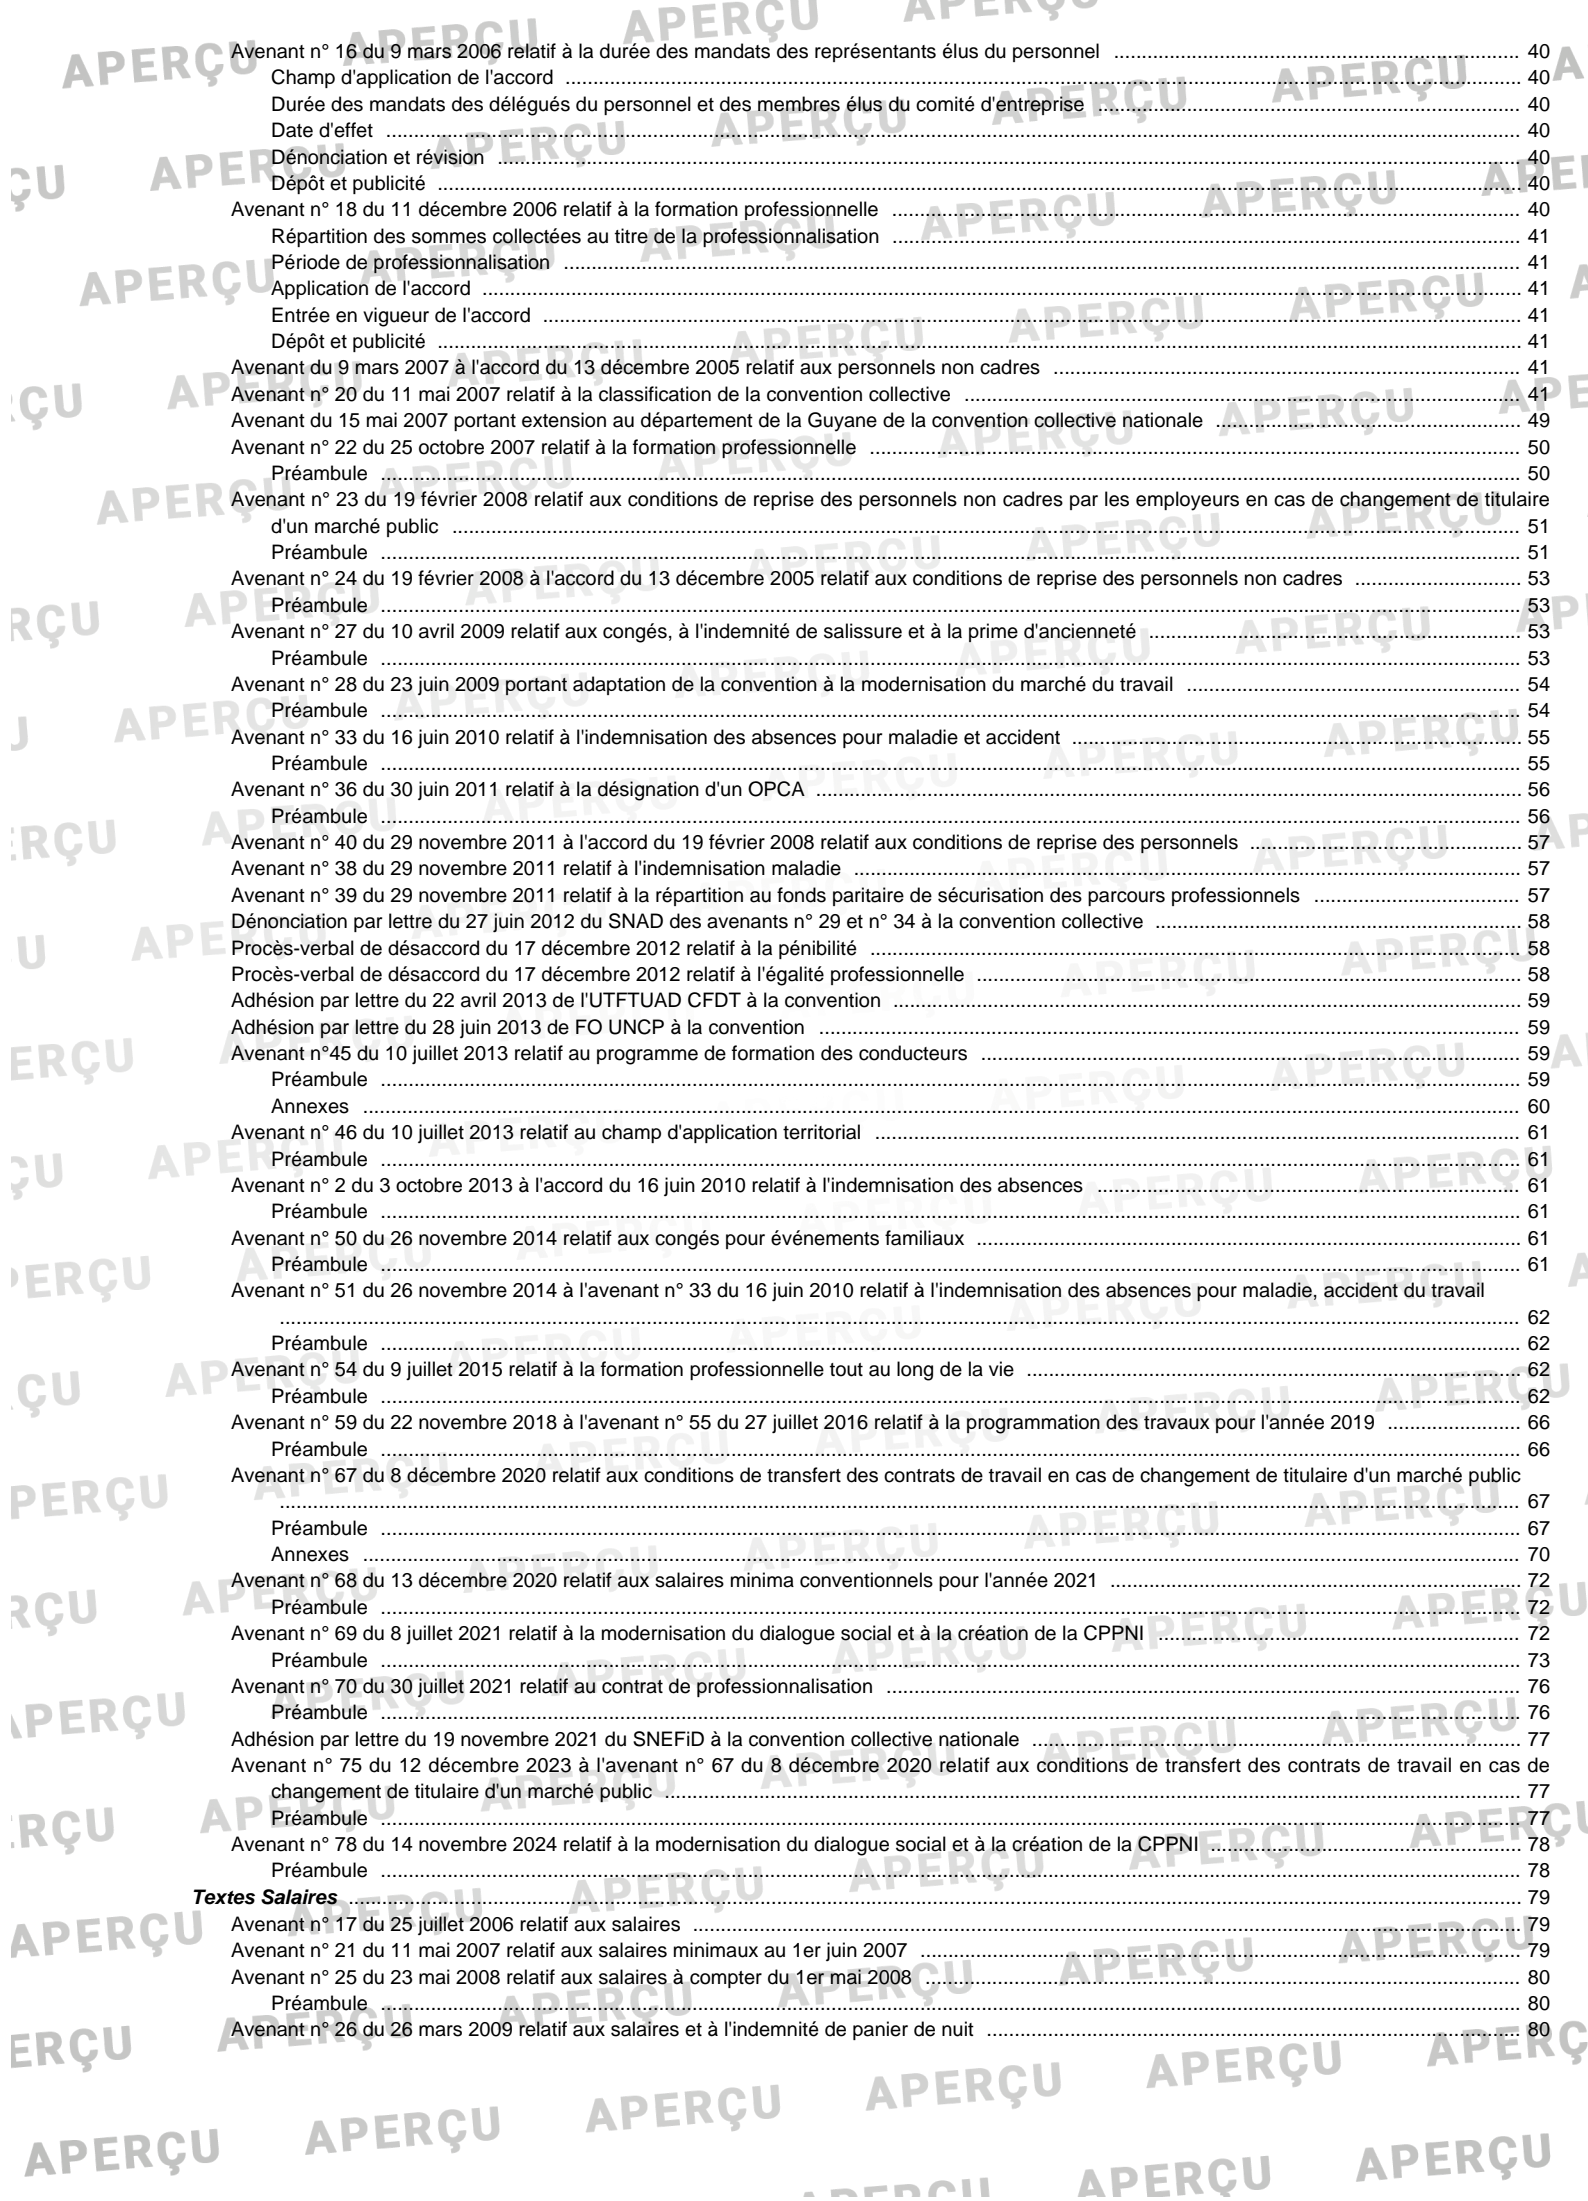 Avenant n° 16 du 9 mars 2006 relatif à la durée des mandats des représentants élus du personnel 40
Champ d'application de l'accord 40
Durée des mandats des délégués du personnel et des membres élus du comité d'entreprise 40
Date d'effet 40
Dénonciation et révision 40
Dépôt et publicité 40
Avenant n° 18 du 11 décembre 2006 relatif à la formation professionnelle 40
Répartition des sommes collectées au titre de la professionnalisation 41
Période de professionnalisation 41
Application de l'accord 41
Entrée en vigueur de l'accord 41
Dépôt et publicité 41
Avenant du 9 mars 2007 à l'accord du 13 décembre 2005 relatif aux personnels non cadres 41
Avenant n° 20 du 11 mai 2007 relatif à la classification de la convention collective 41
Avenant du 15 mai 2007 portant extension au département de la Guyane de la convention collective nationale 49
Avenant n° 22 du 25 octobre 2007 relatif à la formation professionnelle 50
Préambule 50
Avenant n° 23 du 19 février 2008 relatif aux conditions de reprise des personnels non cadres par les employeurs en cas de changement de titulaire
d'un marché public 51
Préambule 51
Avenant n° 24 du 19 février 2008 à l'accord du 13 décembre 2005 relatif aux conditions de reprise des personnels non cadres 53
Préambule 53
Avenant n° 27 du 10 avril 2009 relatif aux congés, à l'indemnité de salissure et à la prime d'ancienneté 53
Préambule 53
Avenant n° 28 du 23 juin 2009 portant adaptation de la convention à la modernisation du marché du travail 54
Préambule 54
Avenant n° 33 du 16 juin 2010 relatif à l'indemnisation des absences pour maladie et accident 55
Préambule 55
Avenant n° 36 du 30 juin 2011 relatif à la désignation d'un OPCA 56
Préambule 56
Avenant n° 40 du 29 novembre 2011 à l'accord du 19 février 2008 relatif aux conditions de reprise des personnels 57
Avenant n° 38 du 29 novembre 2011 relatif à l'indemnisation maladie 57
Avenant n° 39 du 29 novembre 2011 relatif à la répartition au fonds paritaire de sécurisation des parcours professionnels 57
Dénonciation par lettre du 27 juin 2012 du SNAD des avenants n° 29 et n° 34 à la convention collective 58
Procès-verbal de désaccord du 17 décembre 2012 relatif à la pénibilité 58
Procès-verbal de désaccord du 17 décembre 2012 relatif à l'égalité professionnelle 58
Adhésion par lettre du 22 avril 2013 de l'UTFTUAD CFDT à la convention 59
Adhésion par lettre du 28 juin 2013 de FO UNCP à la convention 59
Avenant n°45 du 10 juillet 2013 relatif au programme de formation des conducteurs 59
Préambule 59
Annexes 60
Avenant n° 46 du 10 juillet 2013 relatif au champ d'application territorial 61
Préambule 61
Avenant n° 2 du 3 octobre 2013 à l'accord du 16 juin 2010 relatif à l'indemnisation des absences 61
Préambule 61
Avenant n° 50 du 26 novembre 2014 relatif aux congés pour événements familiaux 61
Préambule 61
Avenant n° 51 du 26 novembre 2014 à l'avenant n° 33 du 16 juin 2010 relatif à l'indemnisation des absences pour maladie, accident du travail
62
Préambule 62
Avenant n° 54 du 9 juillet 2015 relatif à la formation professionnelle tout au long de la vie 62
Préambule 62
Avenant n° 59 du 22 novembre 2018 à l'avenant n° 55 du 27 juillet 2016 relatif à la programmation des travaux pour l'année 2019 66
Préambule 66
Avenant n° 67 du 8 décembre 2020 relatif aux conditions de transfert des contrats de travail en cas de changement de titulaire d'un marché public
67
Préambule 67
Annexes 70
Avenant n° 68 du 13 décembre 2020 relatif aux salaires minima conventionnels pour l'année 2021 72
Préambule 72
Avenant n° 69 du 8 juillet 2021 relatif à la modernisation du dialogue social et à la création de la CPPNI 72
Préambule 73
Avenant n° 70 du 30 juillet 2021 relatif au contrat de professionnalisation 76
Préambule 76
Adhésion par lettre du 19 novembre 2021 du SNEFiD à la convention collective nationale 77
Avenant n° 75 du 12 décembre 2023 à l'avenant n° 67 du 8 décembre 2020 relatif aux conditions de transfert des contrats de travail en cas de
changement de titulaire d'un marché public 77
Préambule 77
Avenant n° 78 du 14 novembre 2024 relatif à la modernisation du dialogue social et à la création de la CPPNI 78
Préambule 78
Textes Salaires 79
Avenant n° 17 du 25 juillet 2006 relatif aux salaires 79
Avenant n° 21 du 11 mai 2007 relatif aux salaires minimaux au 1er juin 2007 79
Avenant n° 25 du 23 mai 2008 relatif aux salaires à compter du 1er mai 2008 80
Préambule 80
Avenant n° 26 du 26 mars 2009 relatif aux salaires et à l'indemnité de panier de nuit 80
APERÇU